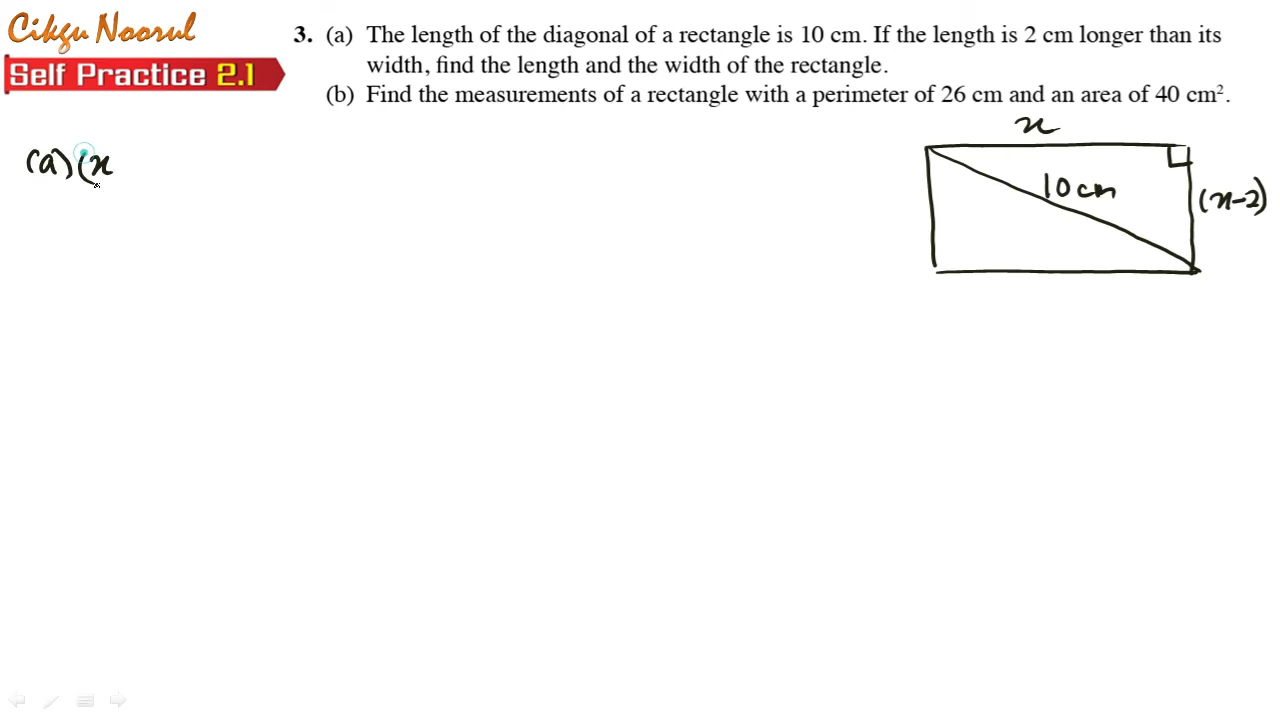 Cikgu Noorul
Self Practice 2.1
3. (a) The length of the diagonal of a rectangle is 10 cm. If the length is 2 cm longer than its
width, find the length and the width of the rectangle.
(b) Find the measurements of a rectangle with a perimeter of 26 cm and an area of 40 cm².
x
10 cm
(x-2)
(a) (x